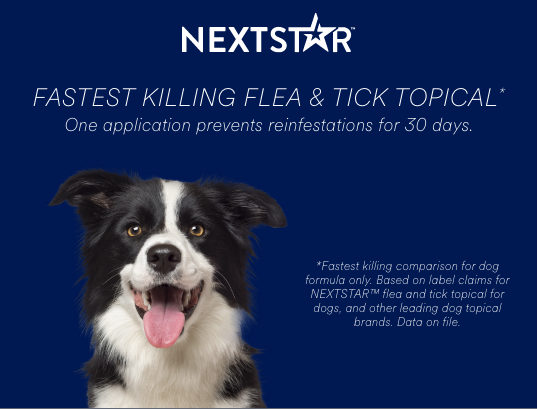 NEXTSTAR™
FASTEST KILLING FLEA & TICK TOPICAL*
One application prevents reinfestations for 30 days.
*Fastest killing comparison for dog
formula only. Based on label claims for
NEXTSTAR™ flea and tick topical for
dogs, and other leading dog topical
brands. Data on file.